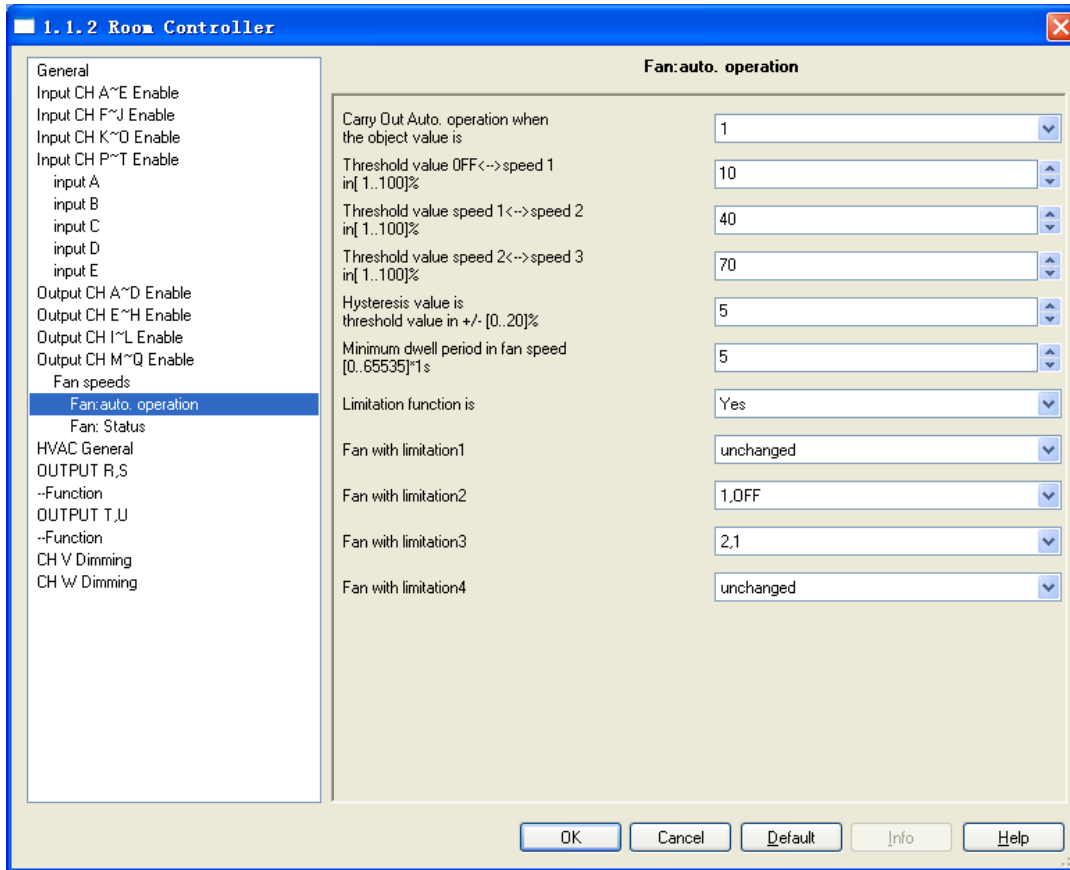 1.1.2 Room Controller
General
Input CH A~E Enable
Input CH F~J Enable
Input CH K~O Enable
Input CH P~T Enable
input A
input B
input C
input D
input E
Output CH A~D Enable
Output CH E~H Enable
Output CH I~L Enable
Output CH M~Q Enable
Fan speeds
Fan:auto. operation
Fan: Status
HVAC General
OUTPUT R,S
--Function
OUTPUT T,U
--Function
CH V Dimming
CH W Dimming
Fan:auto. operation
Carry Out Auto. operation when
the object value is
1
Threshold value 0FF<-->speed 1
in[ 1..100]%
10
Threshold value speed 1<-->speed 2
in[ 1..100]%
40
Threshold value speed 2<-->speed 3
in[ 1..100]%
70
Hysteresis value is
threshold value in +/- [0..20]%
5
Minimum dwell period in fan speed
[0..65535]*1s
5
Limitation function is
Yes
Fan with limitation1
unchanged
Fan with limitation2
1,OFF
Fan with limitation3
2,1
Fan with limitation4
unchanged
OK
Cancel
Default
Info
Help